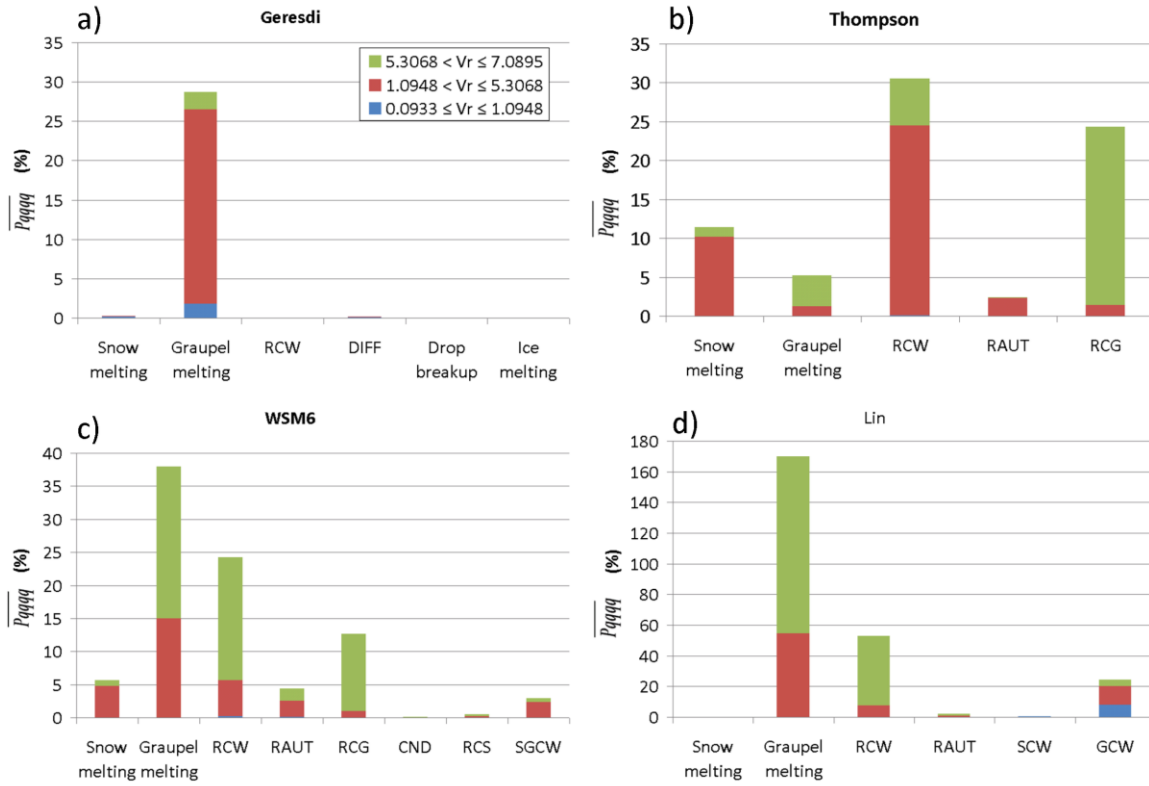 a)
Geresdi
35
30
25
20
15
10
5
0
Pqqqq (%)
5.3068 < Vr ≤ 7.0895
1.0948 < Vr ≤ 5.3068
0.0933 ≤ Vr ≤ 1.0948
Snow melting
Graupel melting
RCW
DIFF
Drop breakup
Ice melting
b)
Thompson
35
30
25
20
15
10
5
0
Pqqqq (%)
Snow melting
Graupel melting
RCW
RAUT
RCG
c)
WSM6
40
35
30
25
20
15
10
5
0
Pqqqq (%)
Snow melting
Graupel melting
RCW
RAUT
RCG
CND
RCS
SGCW
d)
Lin
180
160
140
120
100
80
60
40
20
0
Pqqqq (%)
Snow melting
Graupel melting
RCW
RAUT
SCW
GCW